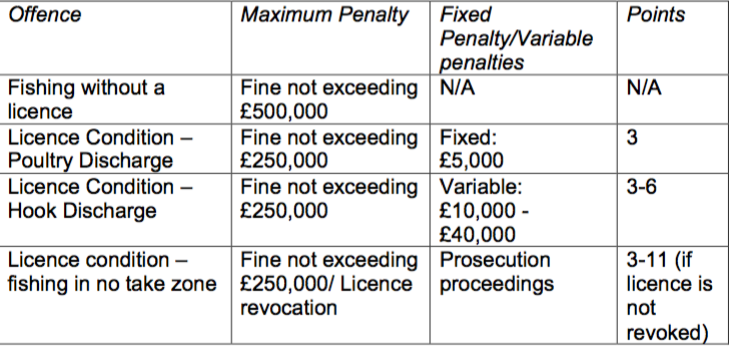 Offence Maximum Penalty Fixed Points
Penalty/Variable
penalties
Fishing without a Fine not exceeding N/A N/A
licence £500,000
Licence Condition – Fine not exceeding Fixed: 3
Poultry Discharge £250,000 £5,000
Licence Condition – Fine not exceeding Variable: 3-6
Hook Discharge £250,000 £10,000 -
£40,000
Licence condition – Fine not exceeding Prosecution 3-11 (if
fishing in no take zone £250,000/ Licence proceedings licence is
revocation not
revoked)